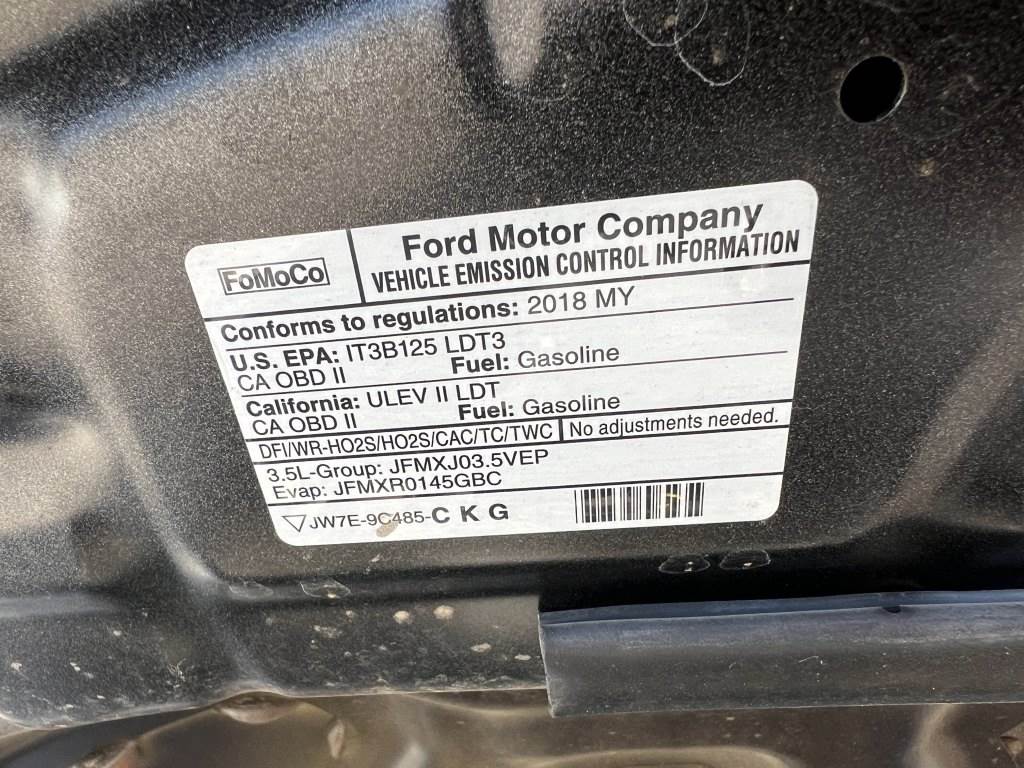 FoMoCo
Ford Motor Company
VEHICLE EMISSION CONTROL INFORMATION
Conforms to regulations: 2018 MY
U.S. EPA: IT3B125 LDT3
CA OBD II Fuel: Gasoline
California: ULEV II LDT
CA OBD II Fuel: Gasoline
DFI/WR-HO2S/HO2S/CAC/TC/TWC No adjustments needed.
3.5L-Group: JFMXJ03.5VEP
Evap: JFMXR0145GBC
JW7E-9C485-C K G